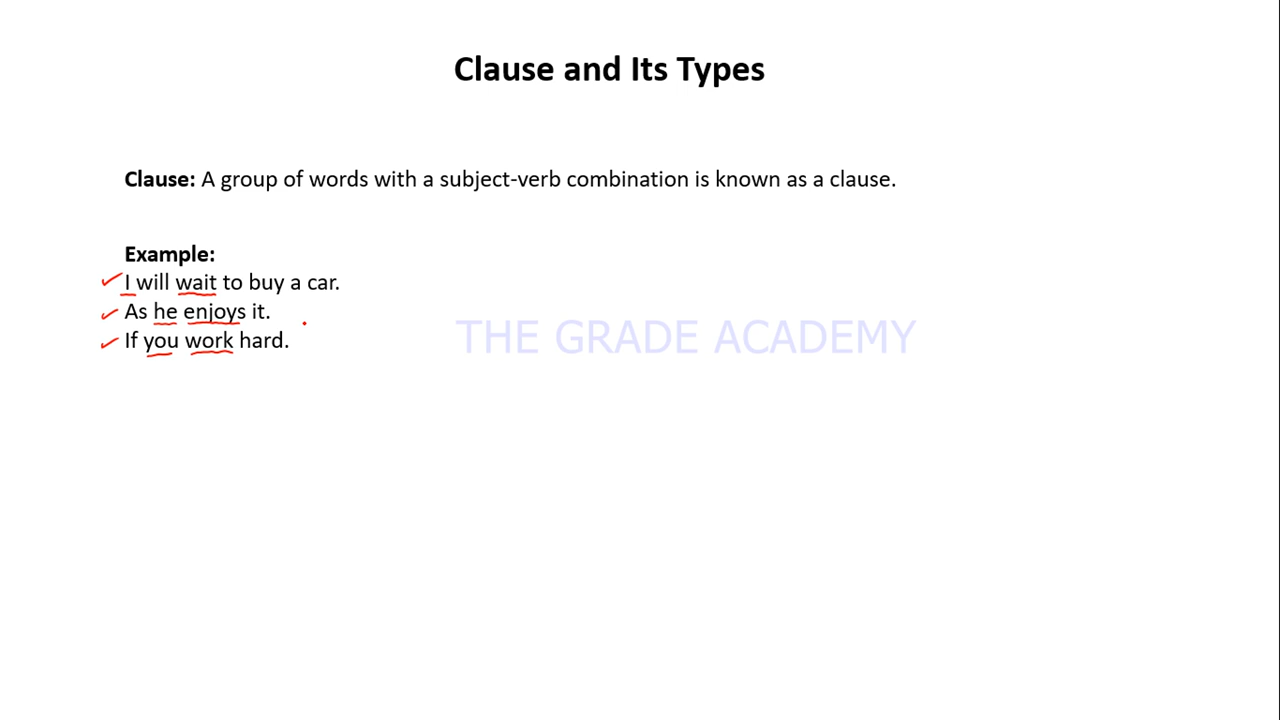 Clause and Its Types
Clause: A group of words with a subject-verb combination is known as a clause.
Example:
I will wait to buy a car.
As he enjoys it.
If you work hard.
THE GRADE ACADEMY